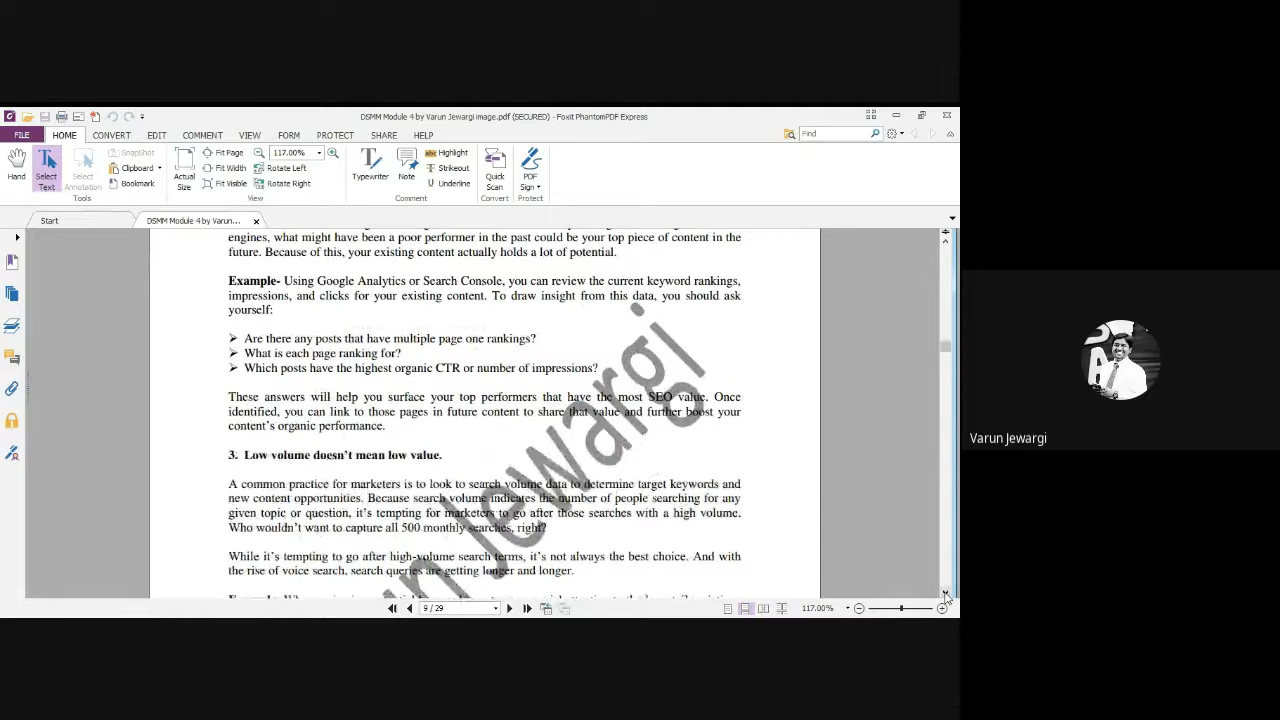 DSMM Module 4 by Varun Jewargi image.pdf (SECURED) - Foxit PhantomPDF Express
FILE HOME CONVERT EDIT COMMENT VIEW FORM PROTECT SHARE HELP
Find
Hand
Select Text
Select Annotation
SnapShot
Clipboard
Bookmark
Tools
Actual Size
Fit Page
Fit Width
Fit Visible
117.00%
Rotate Left
Rotate Right
View
Typewriter
Note
Highlight
Strikeout
Underline
Comment
Quick Scan
Convert
PDF Sign
Protect
Start
DSMM Module 4 by Varun...
engines, what might have been a poor performer in the past could be your top piece of content in the
future. Because of this, your existing content actually holds a lot of potential.
Example- Using Google Analytics or Search Console, you can review the current keyword rankings,
impressions, and clicks for your existing content. To draw insight from this data, you should ask
yourself:
➢ Are there any posts that have multiple page one rankings?
➢ What is each page ranking for?
➢ Which posts have the highest organic CTR or number of impressions?
These answers will help you surface your top performers that have the most SEO value. Once
identified, you can link to those pages in future content to share that value and further boost your
content's organic performance.
3. Low volume doesn't mean low value.
A common practice for marketers is to look to search volume data to determine target keywords and
new content opportunities. Because search volume indicates the number of people searching for any
given topic or question, it's tempting for marketers to go after those searches with a high volume.
Who wouldn't want to capture all 500 monthly searches, right?
While it's tempting to go after high-volume search terms, it's not always the best choice. And with
the rise of voice search, search queries are getting longer and longer.
un Jewargi
9 / 29
117.00%
Varun Jewargi